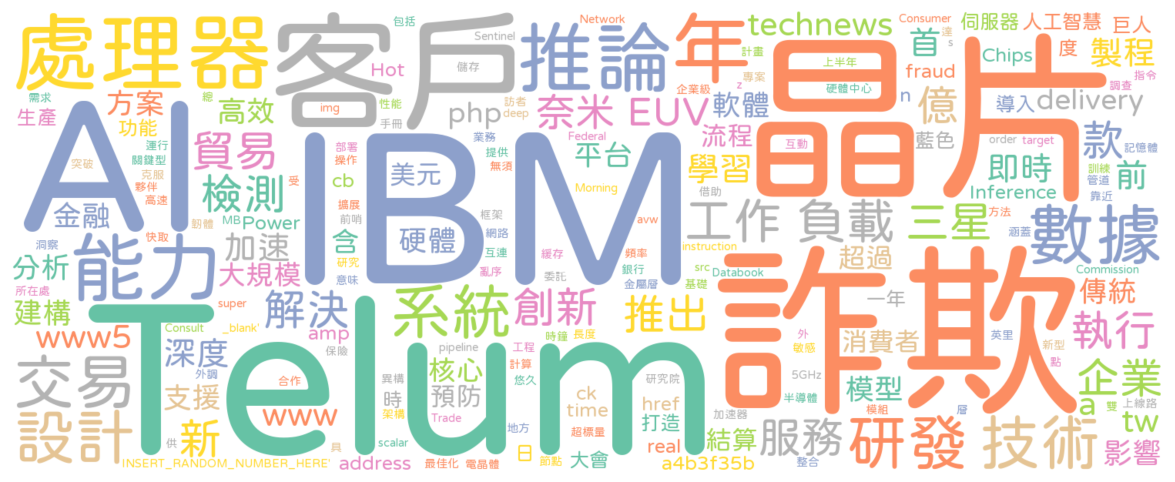 處理器
客戶
推論
年
technews
Consumer
伺服器
人工智慧
巨人
包括
Network
Sentinel
計畫
首
達
s
Chips
度
製程
Hot
儲存
上半年
fraud
指令
需求
方案
總
高效
img
性能
訪者
deep
奈米
EUV
企業級
z
專案
硬體中心
軟體
n
億
調查
導入
delivery
生產
功能
php
手冊
晶片
AI
IBM
貿易
運行
關鍵型
部署
操作
業務
提供
無須
Federal
平台
流程
互動
藍色
order
target
記憶體
款
突破
克服
夥伴
高速
受
檢測
cb
美元
學習
即時
Inference
訓練
管道
靠近
前
金融
韌體
MB
Power
擴展
前哨
框架
Morning
借助
工作
負載
三星
方法
涵蓋
數據
洞察
快取
加速
含
硬體
網路
互連
亂序
avw
頻率
instruction
能力
分析
所在處
大規模
研究
意味
緩存
委託
銀行
金屬層
src
基礎
Databook
超過
Commission
傳統
建構
super
解決
系統
創新
推出
一年
www5
Consult
_blank'
amp
Telum
時鐘
長度
詐欺
外
敏感
消費者
英里
新型
執行
交易
深度
外調
保險
pipeline
工程
計算
悠久
核心
預防
點
企業
合作
異構
時
架構
研究院
5GHz
半導體
模型
模組
a
雙
上線路
設計
支援
www
Trade
ck
time
href
打造
加速器
tw
供
新
具
scalar
地方
超標量
real
結算
服務
層
研發
技術
影響
INSERT_RANDOM_NUMBER_HERE'
address
最佳化
電晶體
日
節點
大會
a4b3f35b
整合